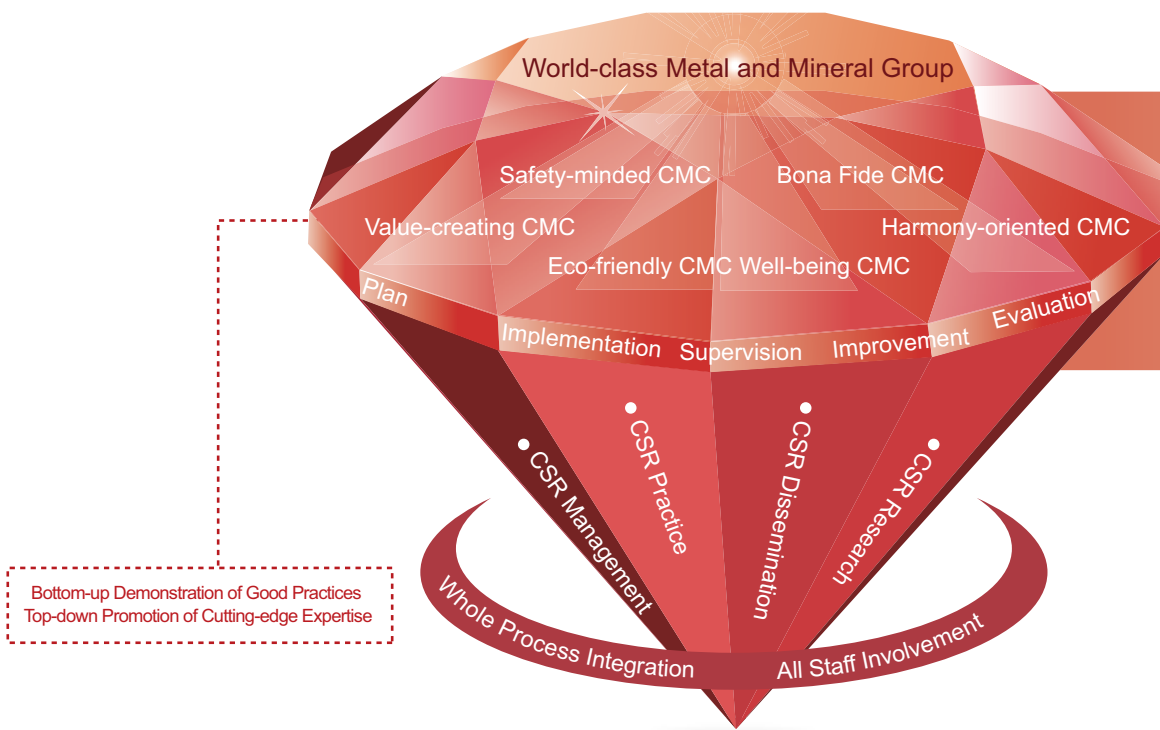 World-class Metal and Mineral Group
Safety-minded CMC
Bona Fide CMC
Value-creating CMC
Harmony-oriented CMC
Eco-friendly CMC
Well-being CMC
Plan
Implementation
Supervision
Improvement
Evaluation
● CSR Management
● CSR Practice
● CSR Dissemination
● CSR Research
Whole Process Integration
All Staff Involvement
Bottom-up Demonstration of Good Practices
Top-down Promotion of Cutting-edge Expertise